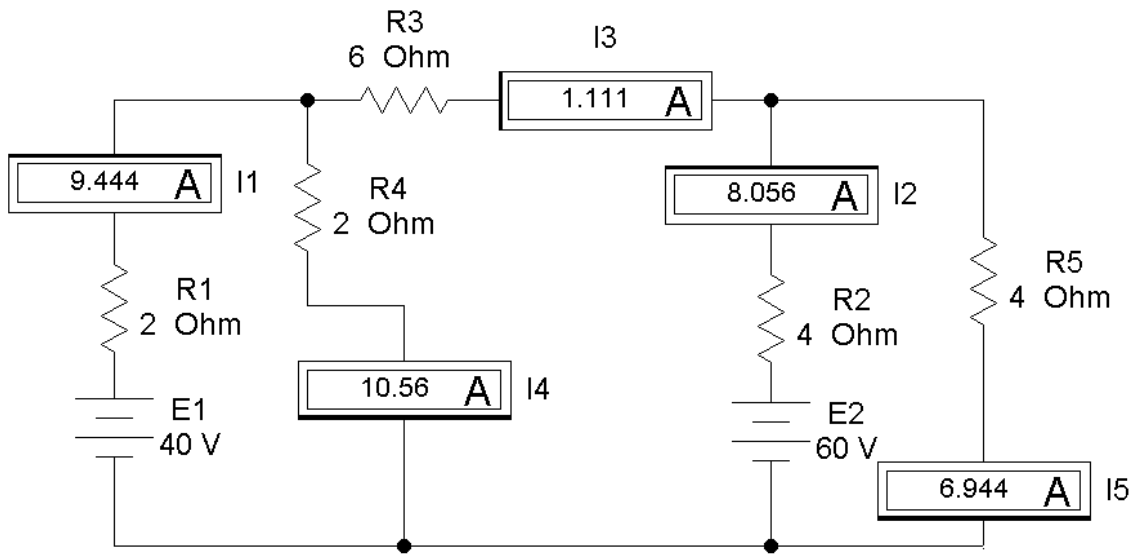 R3
6 Ohm
I3
1.111 A
9.444 A
I1
R4
2 Ohm
8.056 A
I2
R1
2 Ohm
R2
4 Ohm
R5
4 Ohm
10.56 A
I4
E1
40 V
E2
60 V
6.944 A
I5